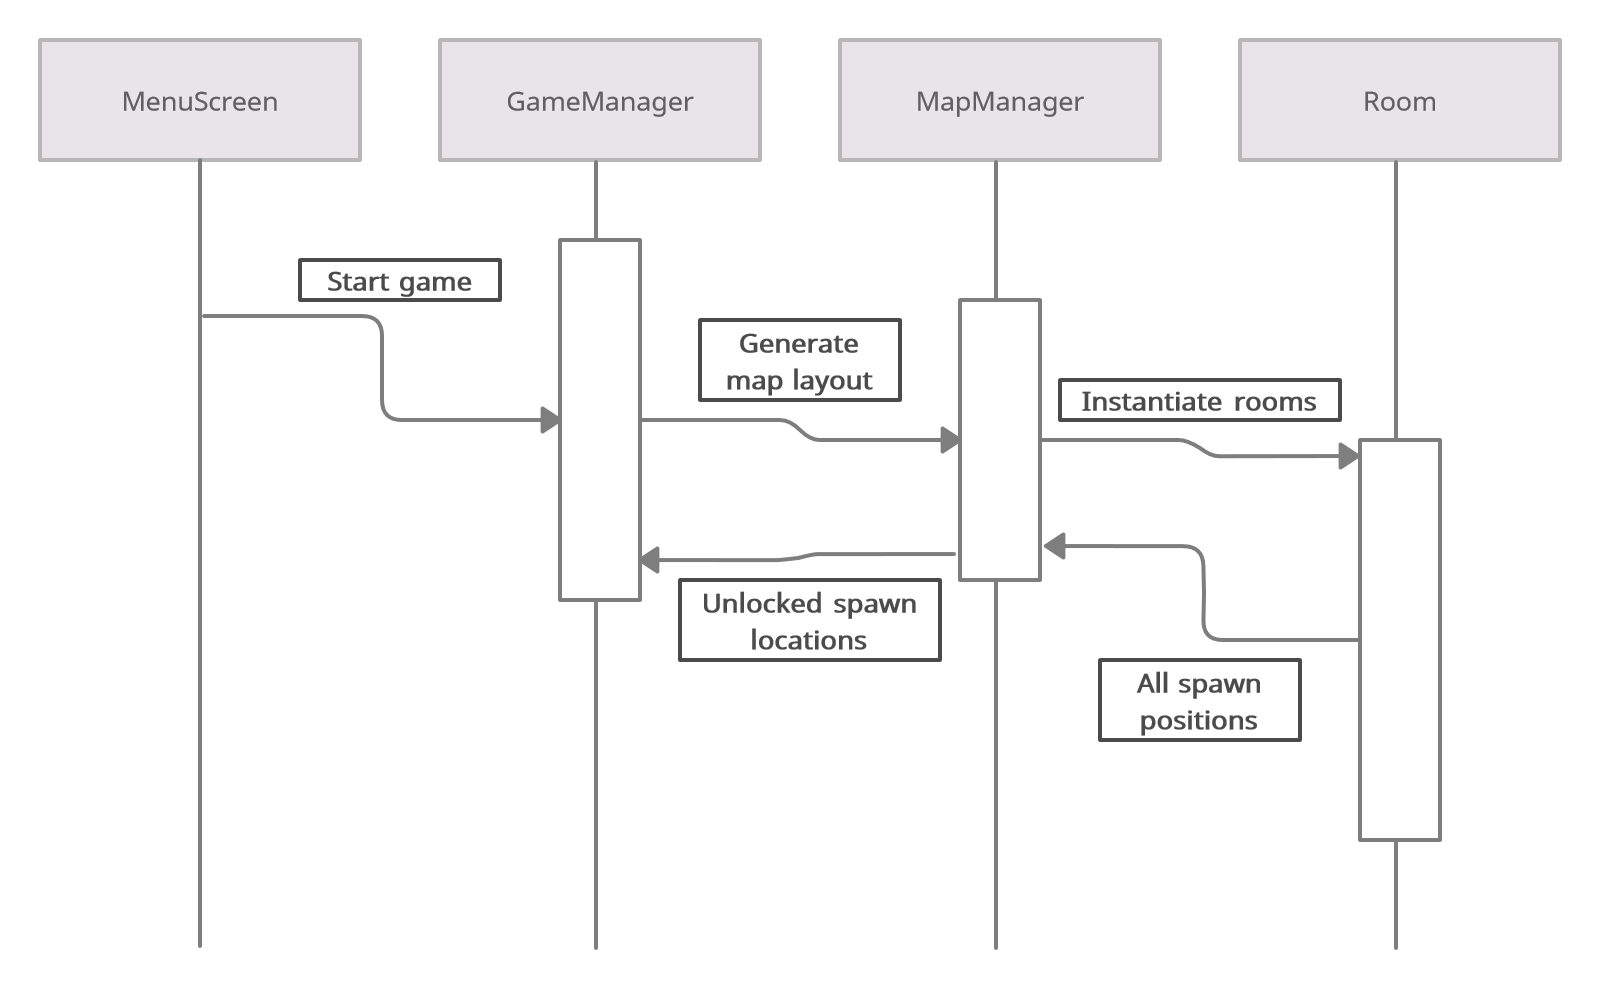 MenuScreen
GameManager
MapManager
Room
Start game
Generate
map layout
Instantiate rooms
Unlocked spawn
locations
All spawn
positions